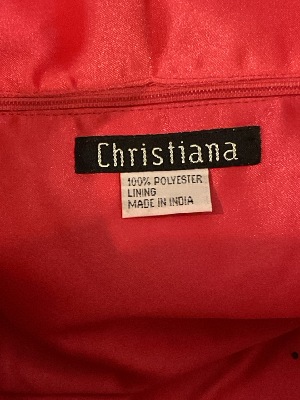 Christiana
100% POLYESTER
LINING
MADE IN INDIA